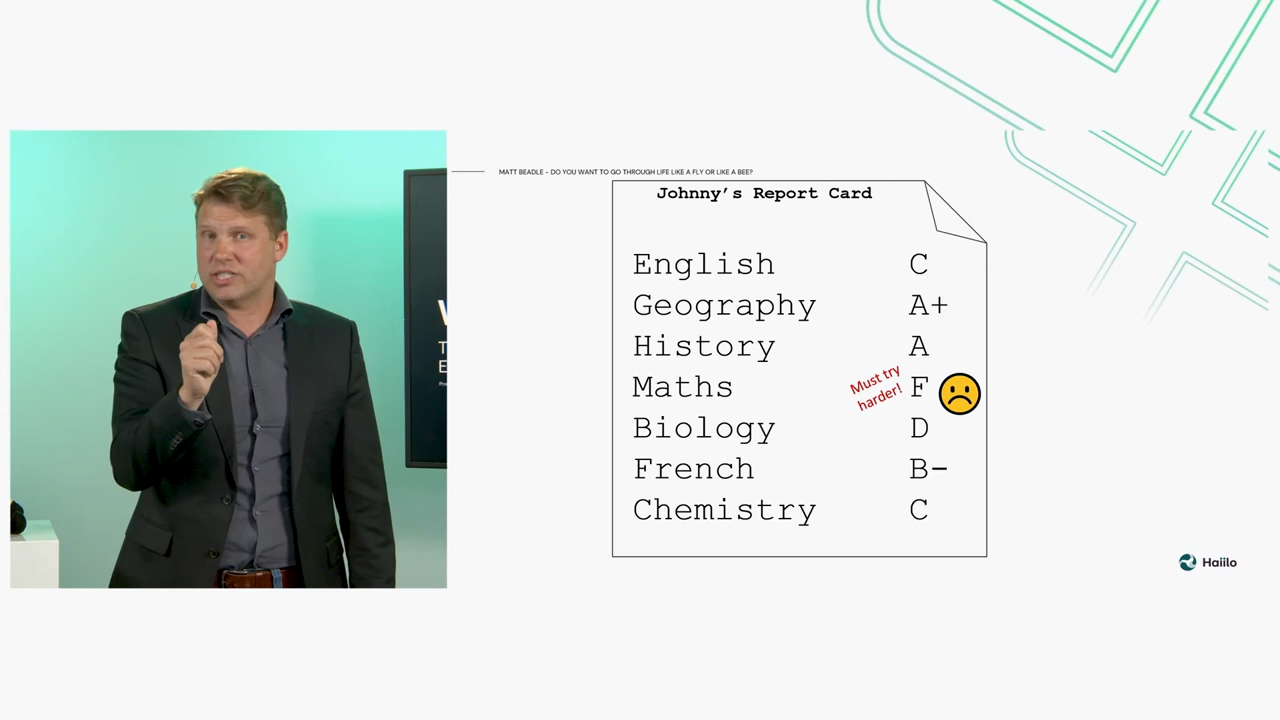 MATT BEADLE - DO YOU WANT TO GO THROUGH LIFE LIKE A FLY OR LIKE A BEE?
Johnny's Report Card
English C
Geography A+
History A
Maths Must try harder! F
Biology D
French B-
Chemistry C
Haiilo